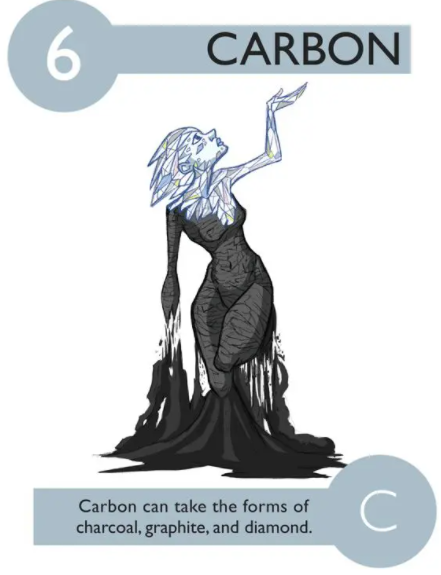 6
CARBON
Carbon can take the forms of
charcoal, graphite, and diamond.
C